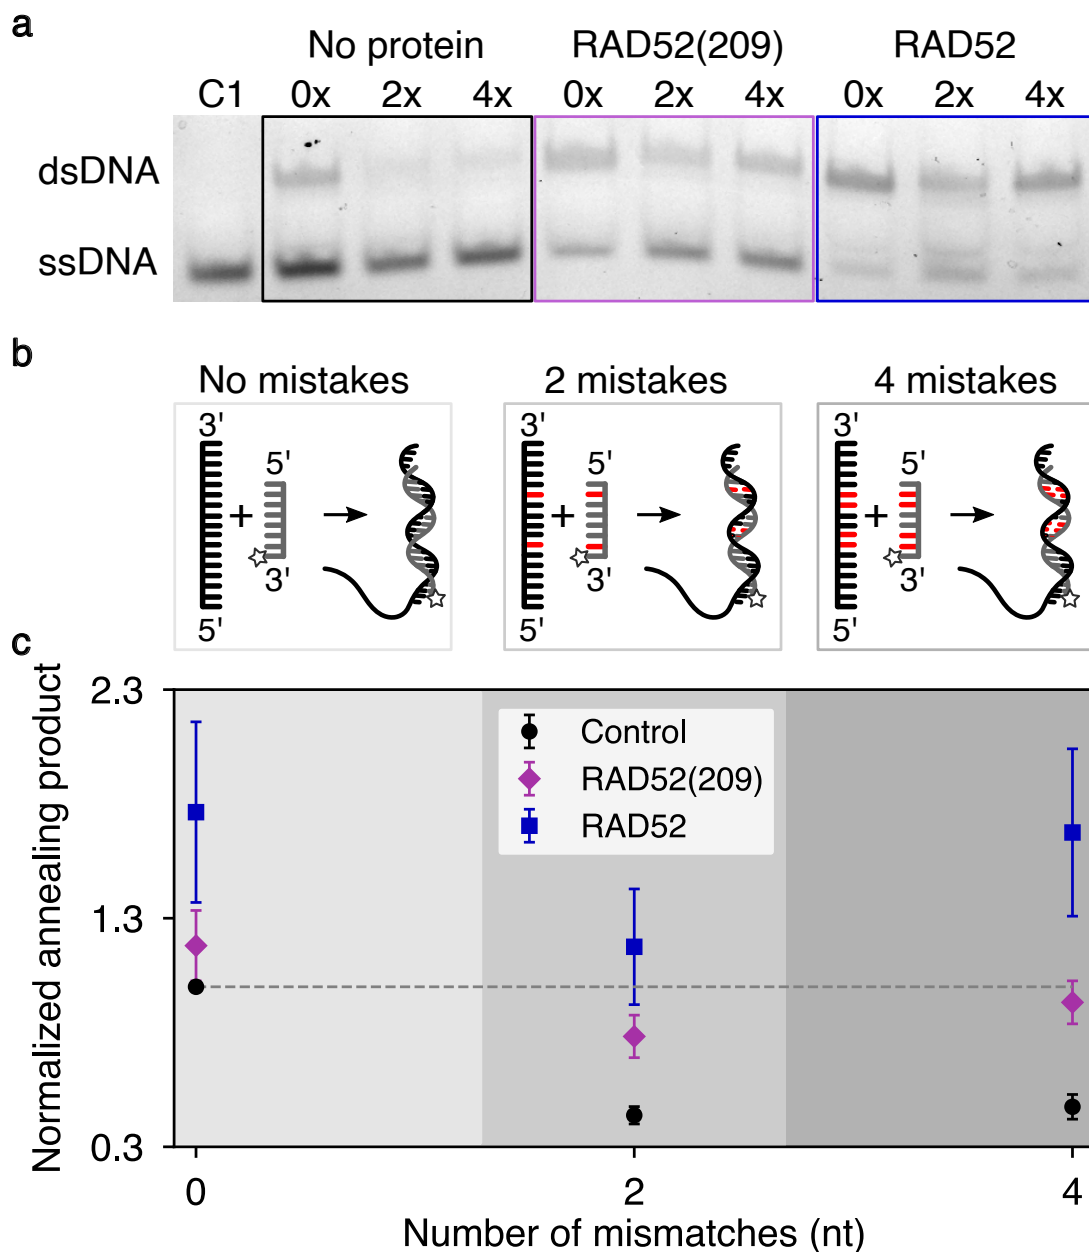 a
No protein RAD52(209) RAD52
C1 0x 2x 4x 0x 2x 4x 0x 2x 4x
dsDNA
ssDNA
b
No mistakes 2 mistakes 4 mistakes
3' 3' 3'
5' 5' 5'
+ + +
3' 3' 3'
5' 5' 5'
c
Normalized annealing product
2.3
1.3
0.3
Control
RAD52(209)
RAD52
0 2 4
Number of mismatches (nt)